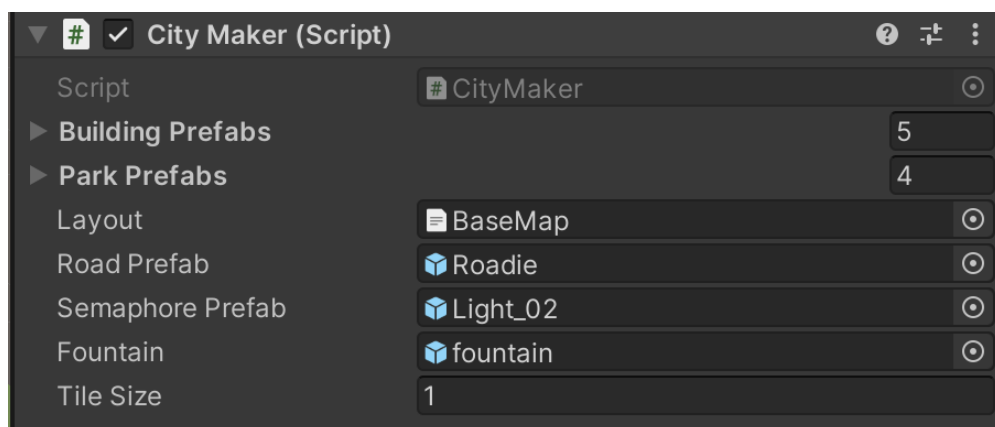 # City Maker (Script)
Script # CityMaker
Building Prefabs 5
Park Prefabs 4
Layout BaseMap
Road Prefab Roadie
Semaphore Prefab Light_02
Fountain fountain
Tile Size 1